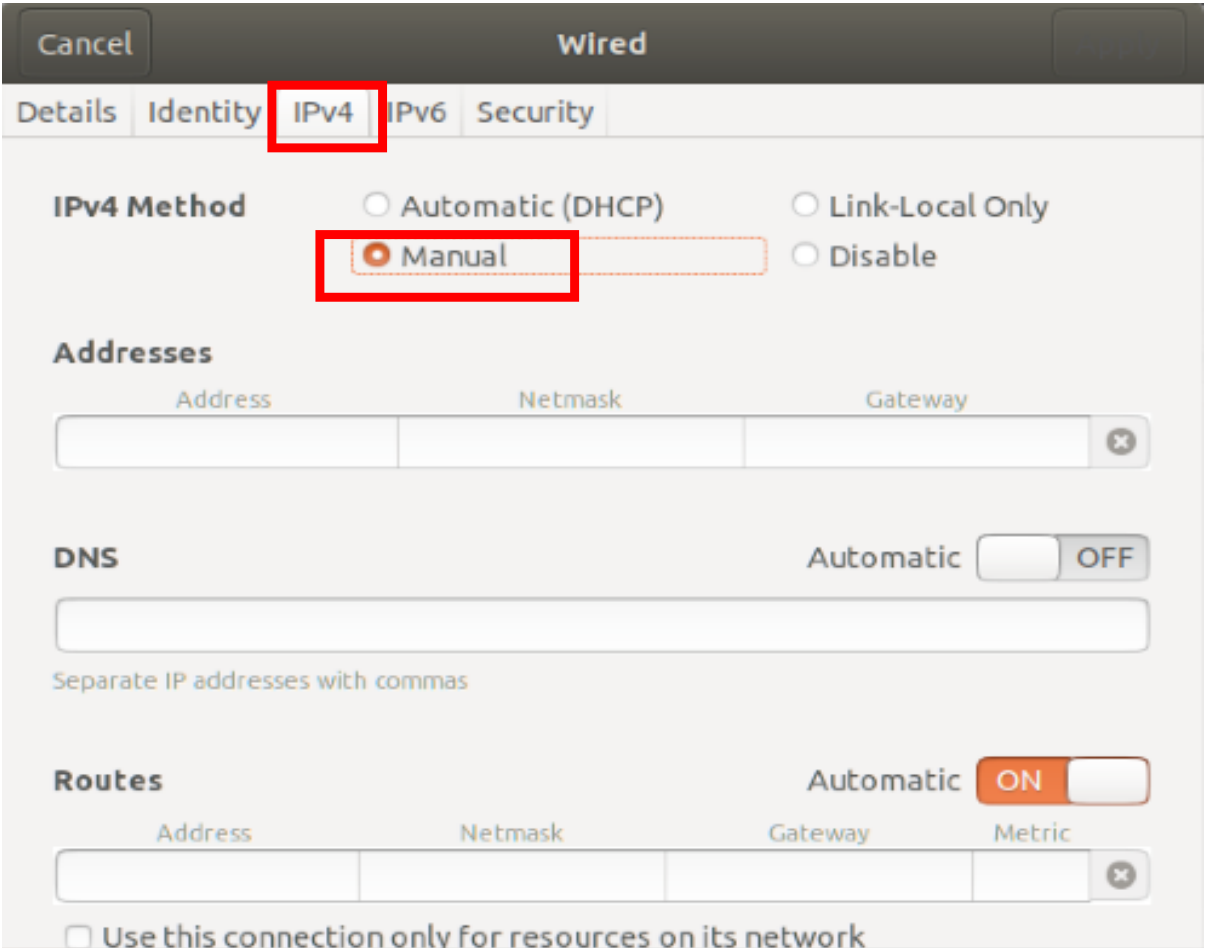 Cancel Wired
Details Identity IPv4 IPv6 Security
IPv4 Method Automatic (DHCP) Link-Local Only
Manual Disable
Addresses
Address Netmask Gateway
DNS Automatic OFF
Separate IP addresses with commas
Routes Automatic ON
Address Netmask Gateway Metric
Use this connection only for resources on its network